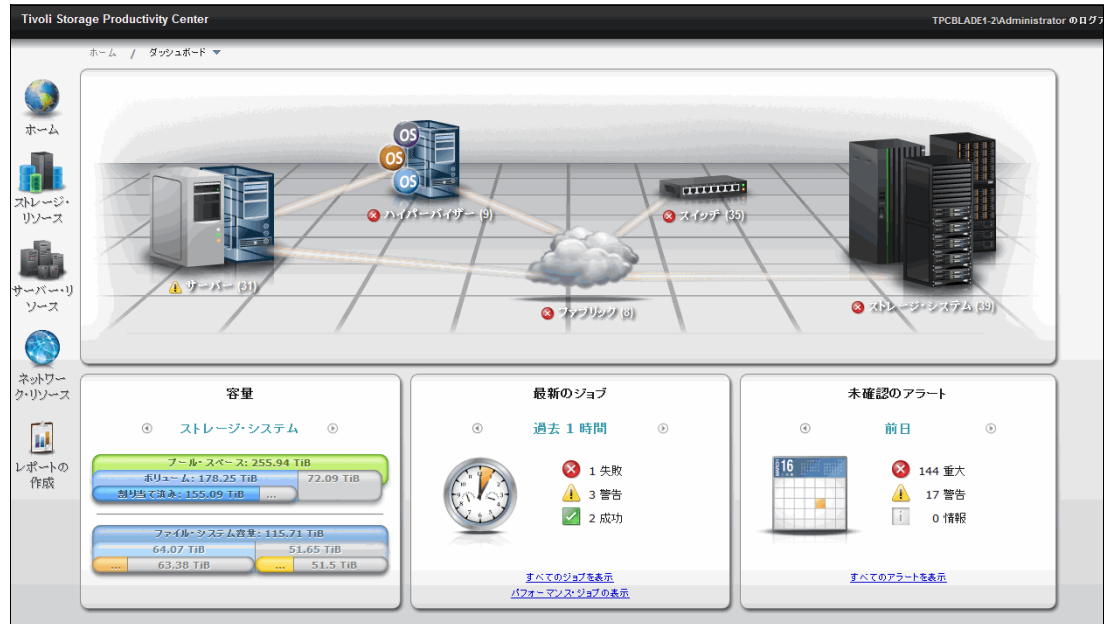 Tivoli Storage Productivity Center
TPCBLADE1-2\Administrator のログ
ホーム / ダッシュボード
ホーム
ストレージ・
リソース
サーバー・リ
ソース
ネットワー
ク・リソース
レポートの
作成
OS
OS
OS
ハイパーバイザー (9)
スイッチ (35)
サーバー (31)
ファブリック (8)
ストレージ・システム (39)
容量
ストレージ・システム
プール・スペース: 255.94 TiB
ボリューム: 178.25 TiB
72.09 TiB
割り当て済み: 155.09 TiB
...
ファイル・システム容量: 115.71 TiB
64.07 TiB
51.65 TiB
...
63.38 TiB
...
51.5 TiB
最新のジョブ
過去 1 時間
1 失敗
3 警告
2 成功
すべてのジョブを表示
パフォーマンス・ジョブの表示
未確認のアラート
前日
16
144 重大
17 警告
0 情報
すべてのアラートを表示